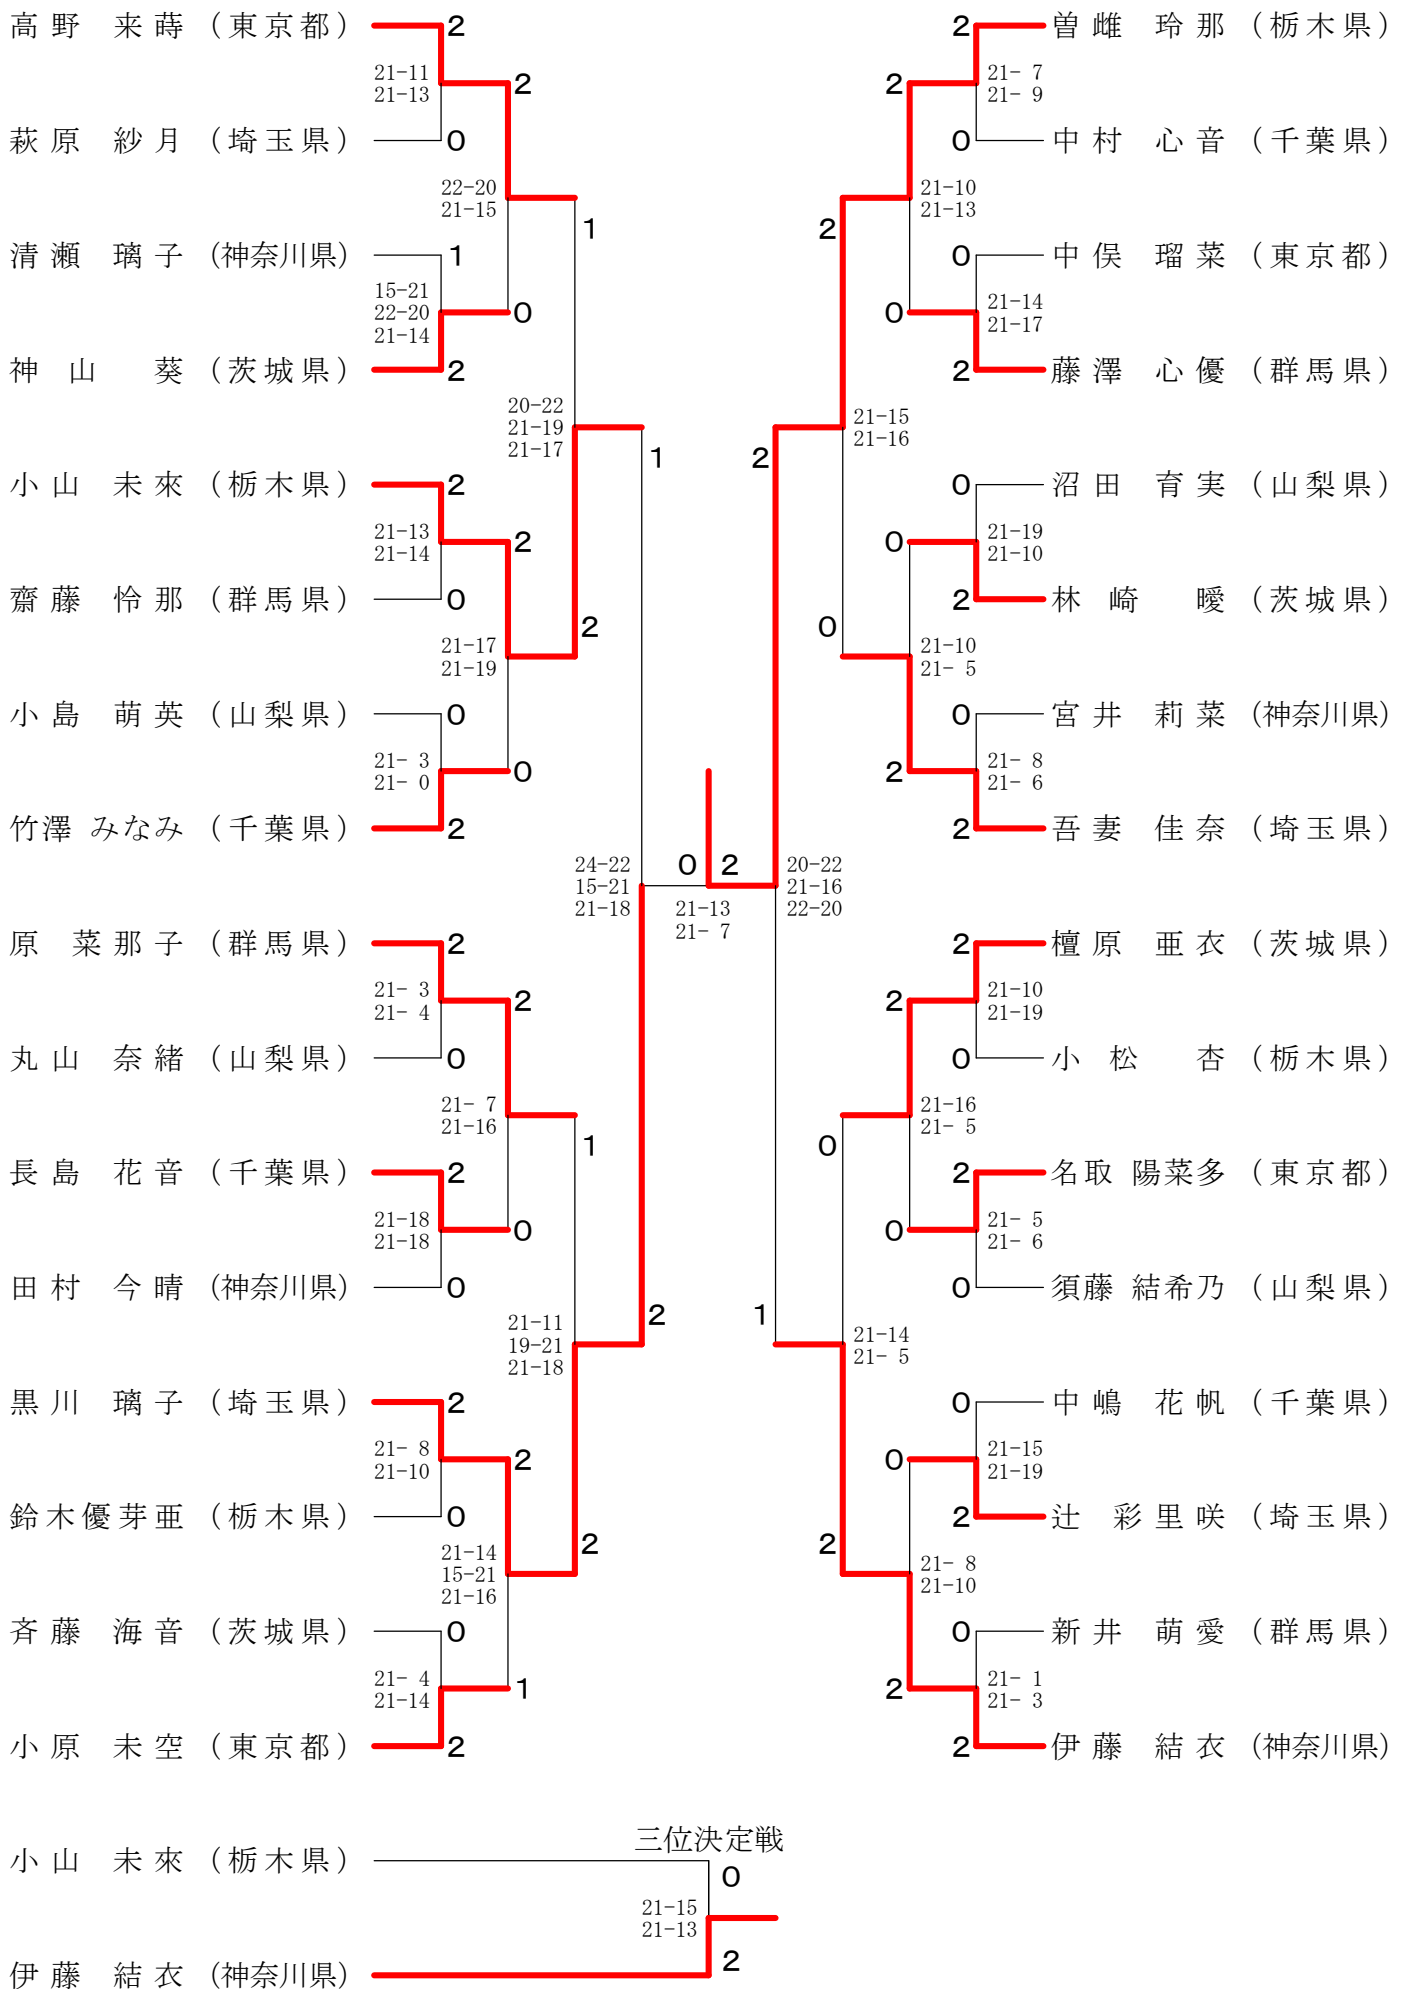 高野 来蒔 (東京都) 2
21-11
21-13
2
萩原 紗月 (埼玉県) 0
22-20
21-15
1
清瀬 璃子 (神奈川県) 1
15-21
22-20
21-14
0
神山 葵 (茨城県) 2
20-22
21-19
21-17
1
小山 未來 (栃木県) 2
21-13
21-14
2
齋藤 怜那 (群馬県) 0
21-17
21-19
2
小島 萌英 (山梨県) 0
21- 3
21- 0
0
竹澤 みなみ (千葉県) 2
24-22
15-21
21-18
0 2
21-13
21- 7
原 菜那子 (群馬県) 2
21- 3
21- 4
2
丸山 奈緒 (山梨県) 0
21- 7
21-16
1
長島 花音 (千葉県) 2
21-18
21-18
0
田村 今晴 (神奈川県) 0
21-11
19-21
21-18
2
黒川 璃子 (埼玉県) 2
21- 8
21-10
2
鈴木優芽亜 (栃木県) 0
21-14
15-21
21-16
2
斉藤 海音 (茨城県) 0
21- 4
21-14
1
小原 未空 (東京都) 2
2 曽雌 玲那 (栃木県)
2
21- 7
21- 9
0 中村 心音 (千葉県)
2
21-10
21-13
0 中俣 瑠菜 (東京都)
0
21-14
21-17
2 藤澤 心優 (群馬県)
2
21-15
21-16
0 沼田 育実 (山梨県)
0
21-19
21-10
2 林崎 曖 (茨城県)
0
21-10
21- 5
0 宮井 莉菜 (神奈川県)
2
21- 8
21- 6
2 吾妻 佳奈 (埼玉県)
20-22
21-16
22-20
2 檀原 亜衣 (茨城県)
2
21-10
21-19
0 小松 杏 (栃木県)
0
21-16
21- 5
2 名取 陽菜多 (東京都)
0
21- 5
21- 6
0 須藤 結希乃 (山梨県)
1
21-14
21- 5
0 中嶋 花帆 (千葉県)
0
21-15
21-19
2 辻 彩里咲 (埼玉県)
2
21- 8
21-10
0 新井 萌愛 (群馬県)
2
21- 1
21- 3
2 伊藤 結衣 (神奈川県)
三位決定戦
小山 未來 (栃木県) 0
21-15
21-13
伊藤 結衣 (神奈川県) 2